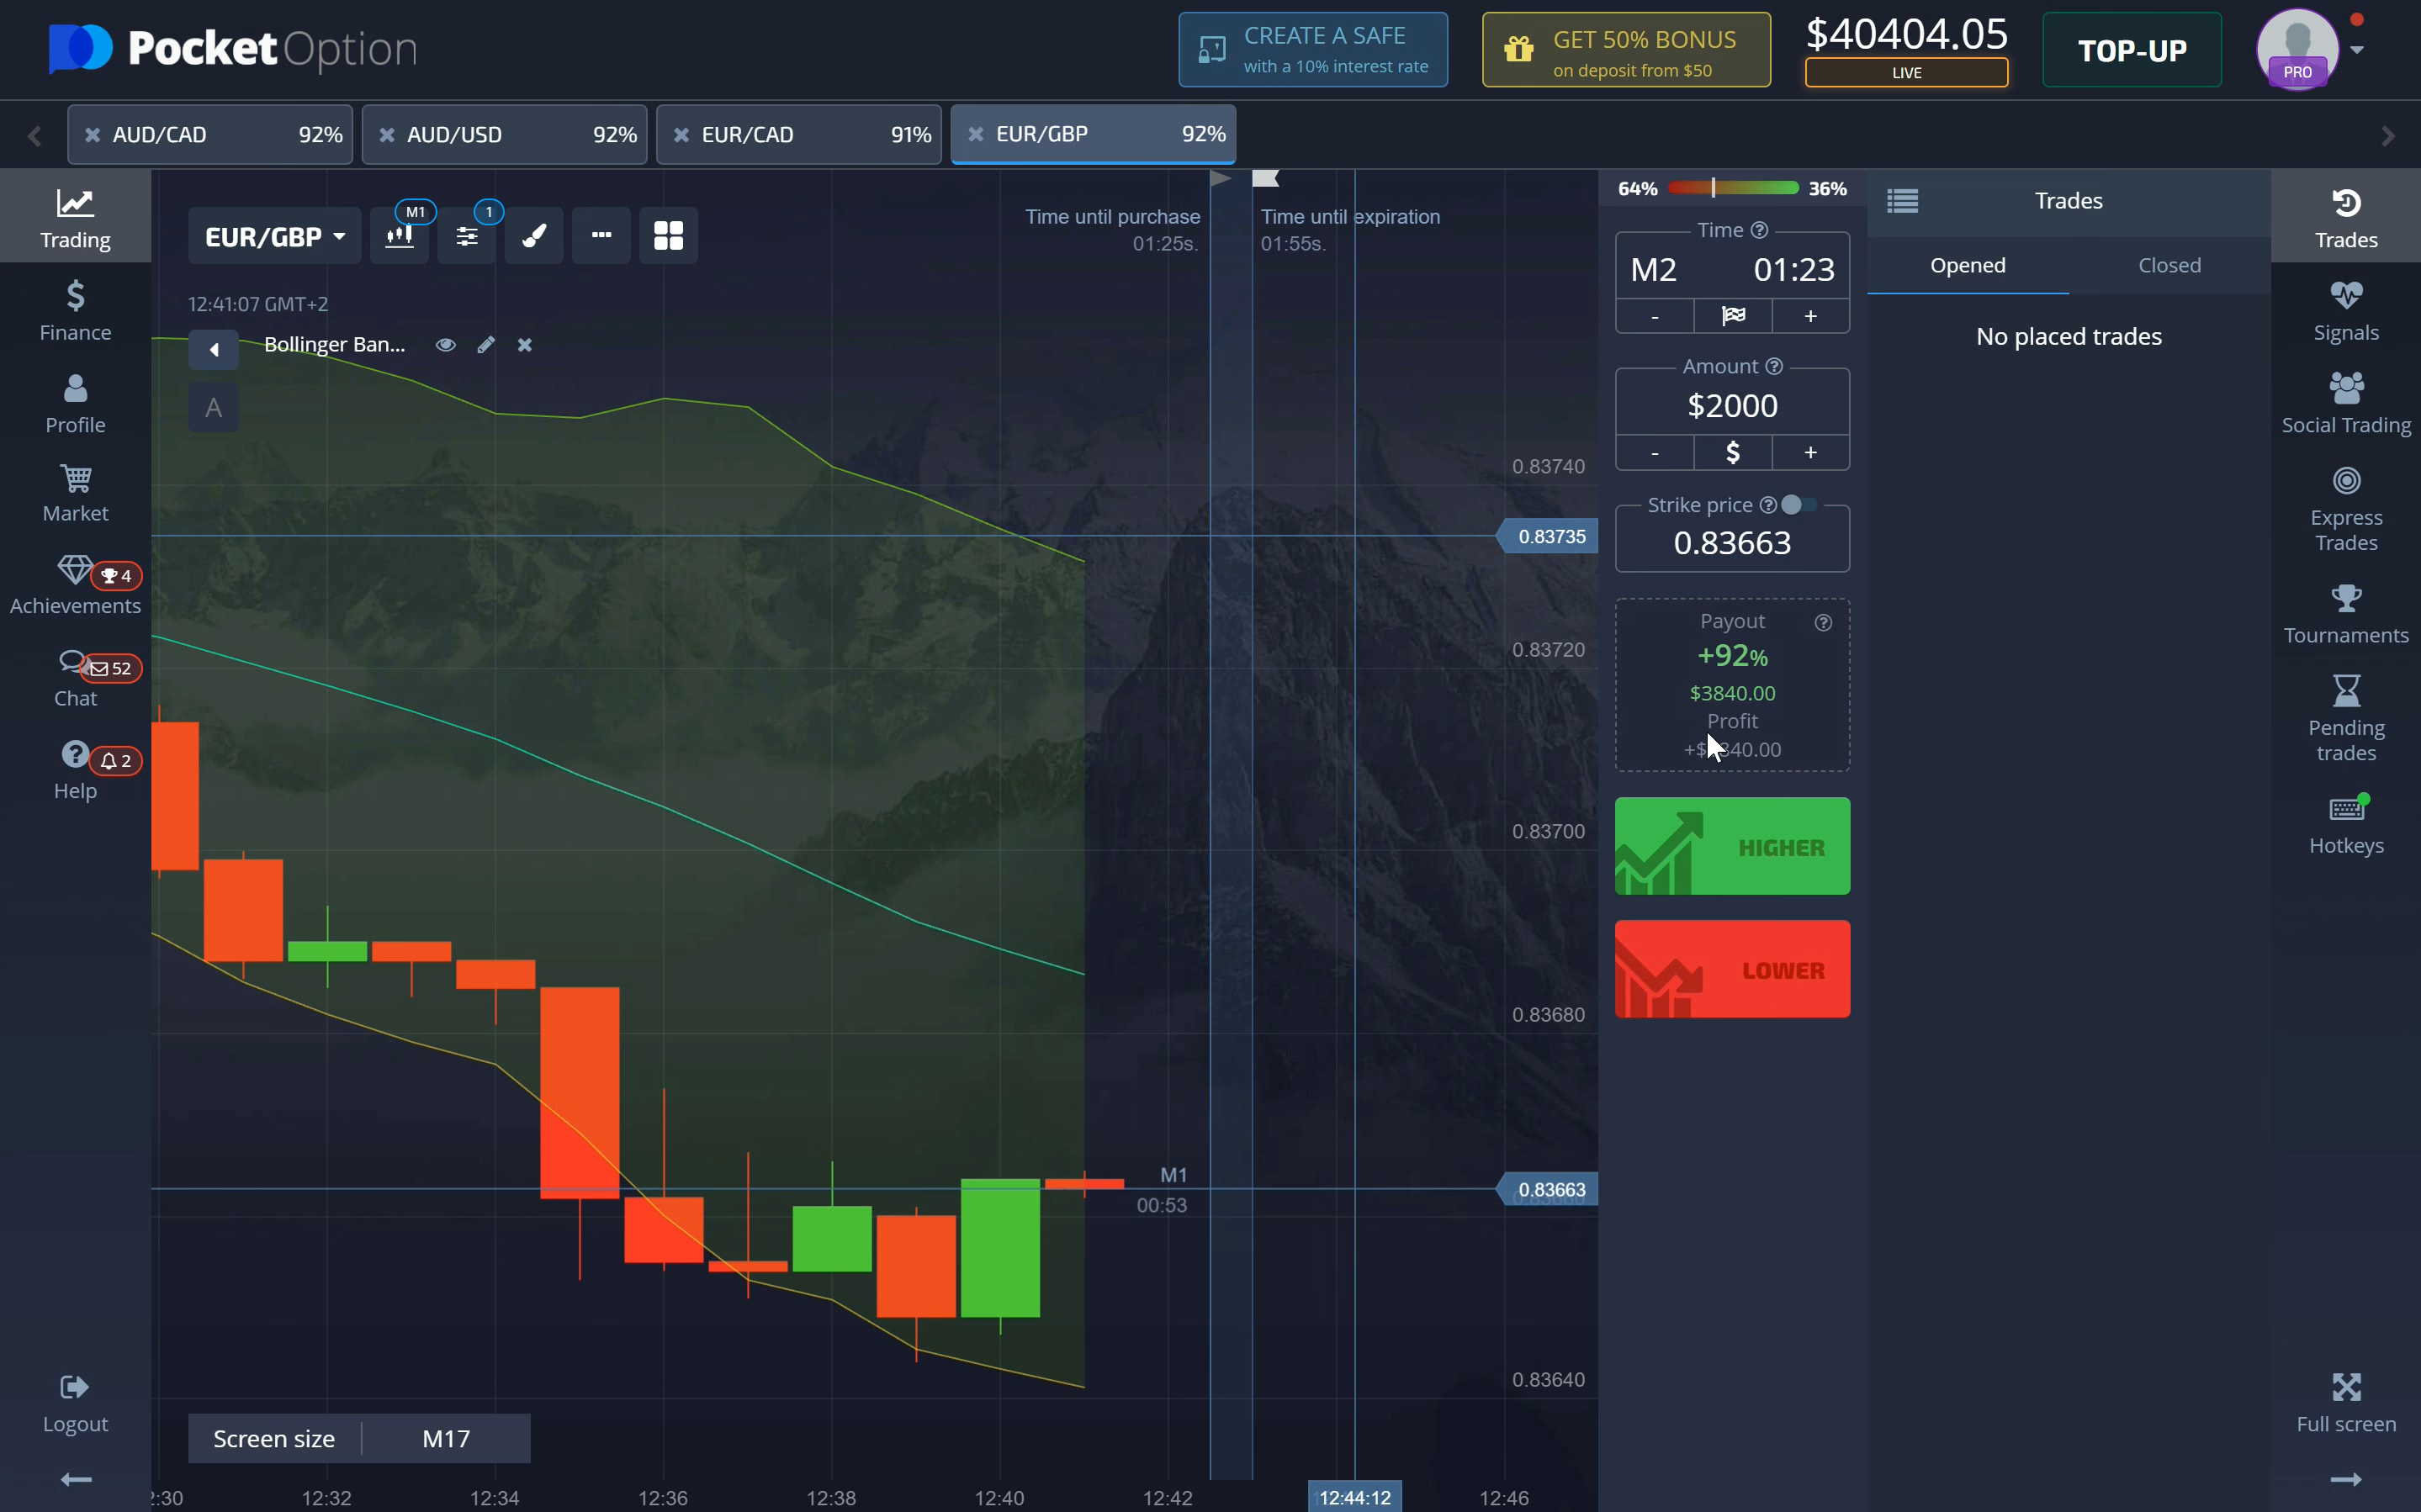 PocketOption
CREATE A SAFE
with a 10% interest rate
GET 50% BONUS
on deposit from $50
$40404.05
LIVE
TOP-UP
PRO
AUD/CAD 92%
AUD/USD 92%
EUR/CAD 91%
EUR/GBP 92%
Trading
Finance
Profile
Market
4
Achievements
52
Chat
2
Help
Logout
EUR/GBP
M1
1
12:41:07 GMT+2
Bollinger Ban...
A
Time until purchase
01:25s.
Time until expiration
01:55s.
0.83740
0.83735
0.83720
0.83700
0.83680
0.83663
0.83640
M1
00:53
Screen size M17
:30 12:32 12:34 12:36 12:38 12:40 12:42 12:44:12 12:46
64% 36%
Time
M2 01:23
- +
Amount
$2000
- $ +
Strike price
0.83663
Payout
+92%
$3840.00
Profit
HIGHER
LOWER
Trades
Opened Closed
No placed trades
Trades
Signals
Social Trading
Express
Trades
Tournaments
Pending
trades
Hotkeys
Full screen